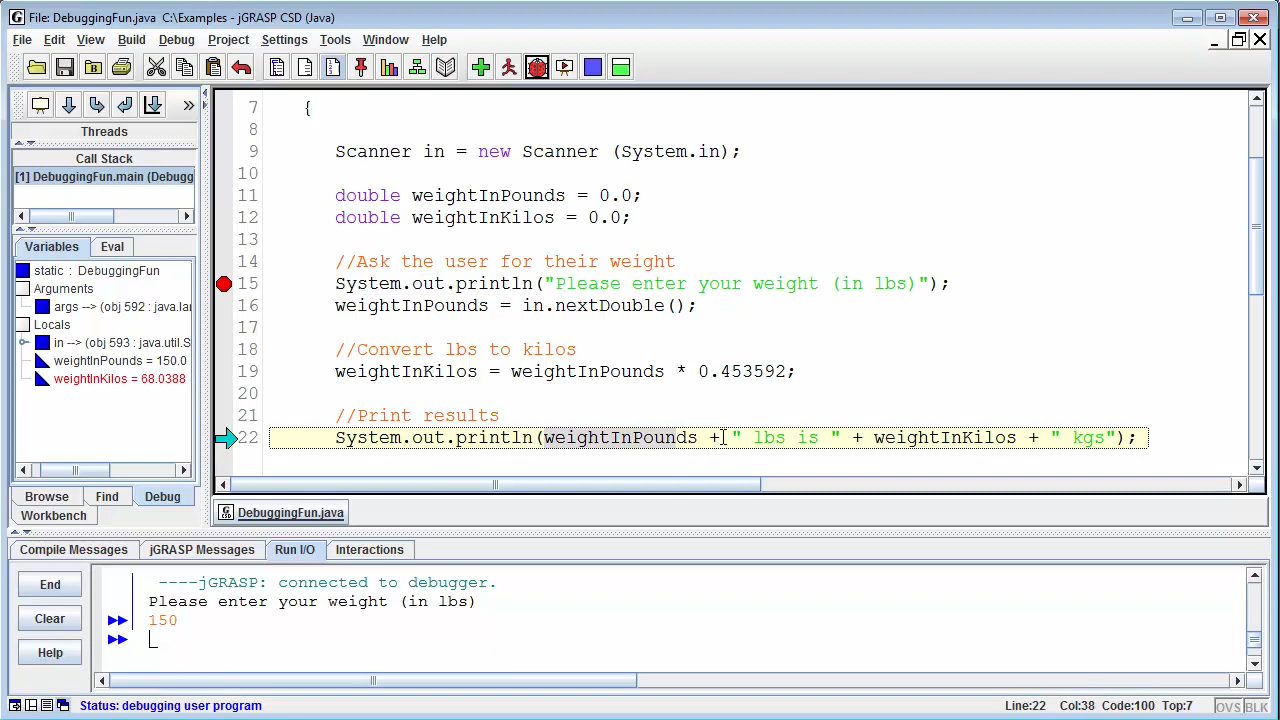 File: DebuggingFun.java  C:\Examples - jGRASP CSD (Java)
File Edit View Build Debug Project Settings Tools Window Help
Threads
Call Stack
[1] DebuggingFun.main (Debugg
Variables Eval
static : DebuggingFun
Arguments
args --> (obj 592 : java.lan
Locals
in --> (obj 593 : java.util.S
weightInPounds = 150.0
weightInKilos = 68.0388
Browse Find Debug
Workbench
7 {
8
9 Scanner in = new Scanner (System.in);
10
11 double weightInPounds = 0.0;
12 double weightInKilos = 0.0;
13
14 //Ask the user for their weight
15 System.out.println("Please enter your weight (in lbs)");
16 weightInPounds = in.nextDouble();
17
18 //Convert lbs to kilos
19 weightInKilos = weightInPounds * 0.453592;
20
21 //Print results
22 System.out.println(weightInPounds + " lbs is " + weightInKilos + " kgs");
DebuggingFun.java
Compile Messages jGRASP Messages Run I/O Interactions
End
Clear
Help
----jGRASP: connected to debugger.
Please enter your weight (in lbs)
150
Status: debugging user program
Line:22 Col:38 Code:100 Top:7 OVS BLK